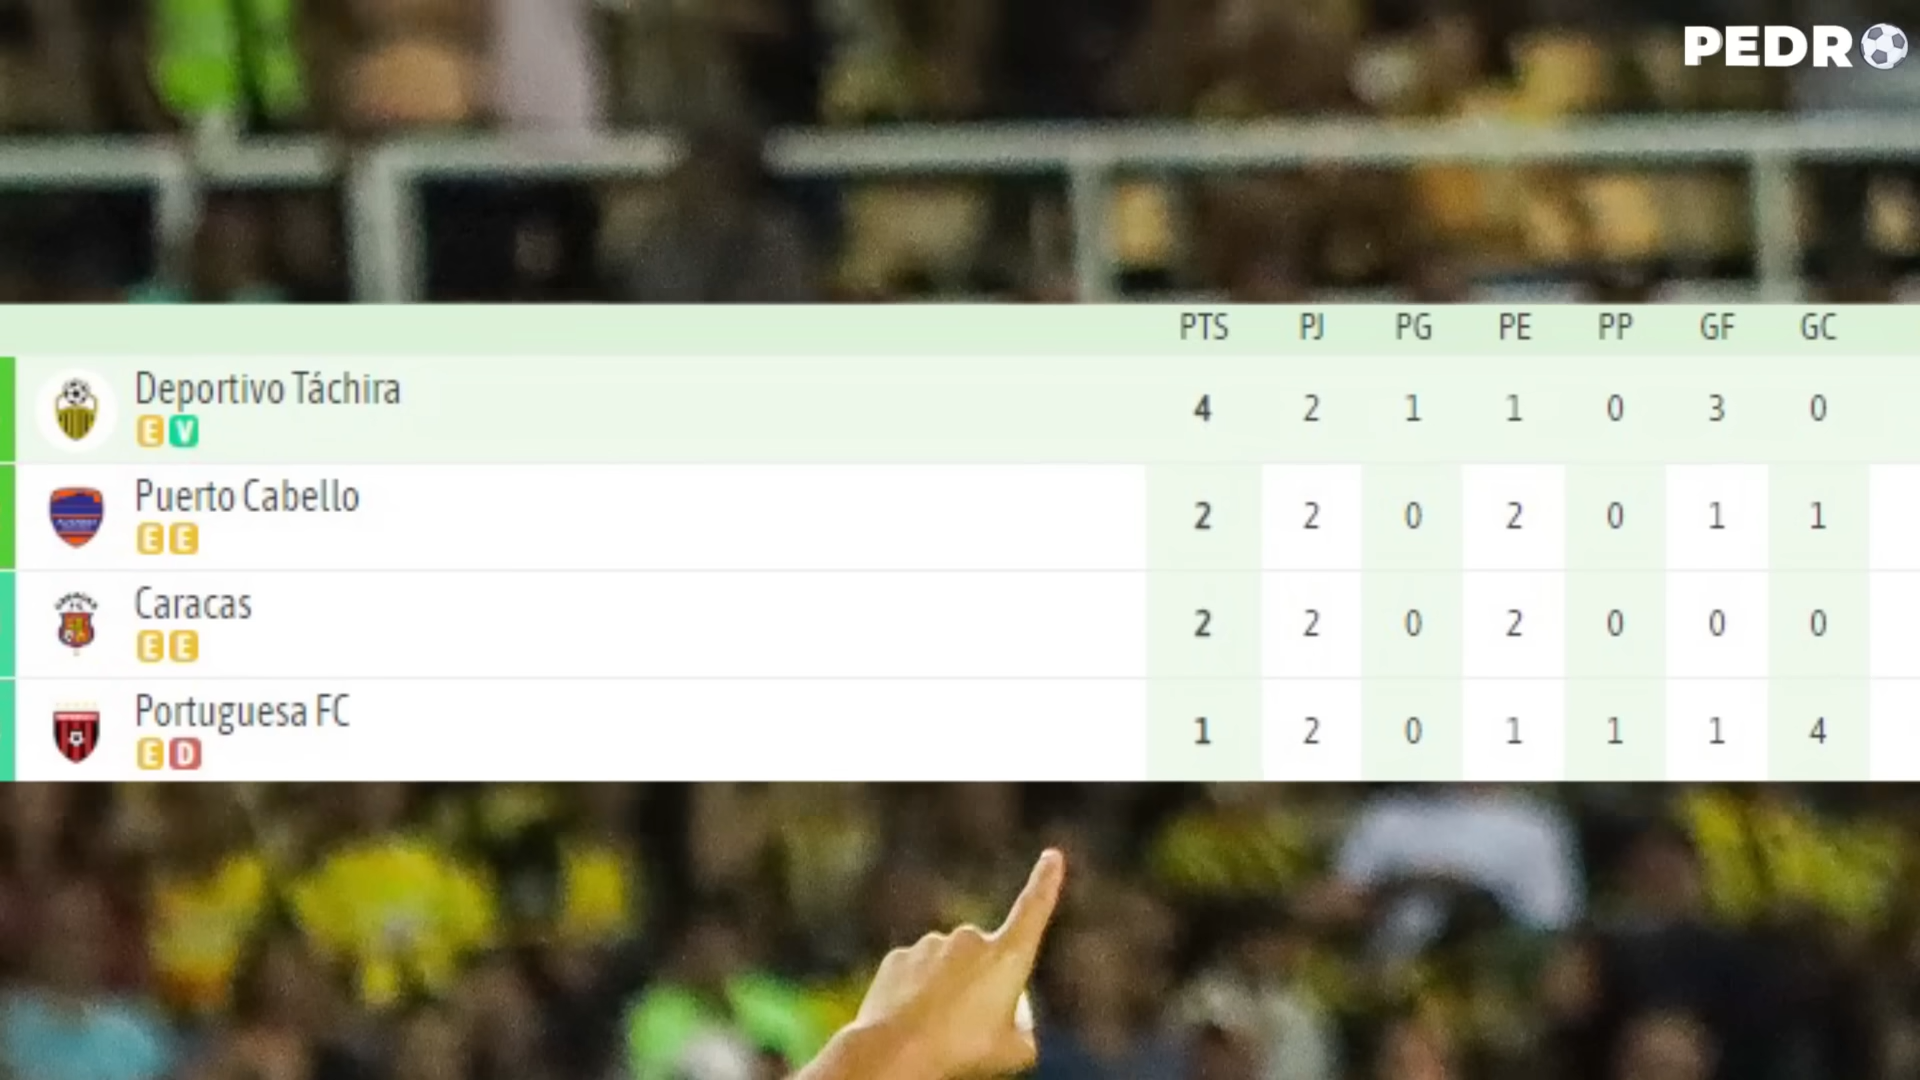 PEDR
PTS PJ PG PE PP GF GC
Deportivo Táchira
E V
4 2 1 1 0 3 0
Puerto Cabello
E E
2 2 0 2 0 1 1
Caracas
E E
2 2 0 2 0 0 0
Portuguesa FC
E D
1 2 0 1 1 1 4